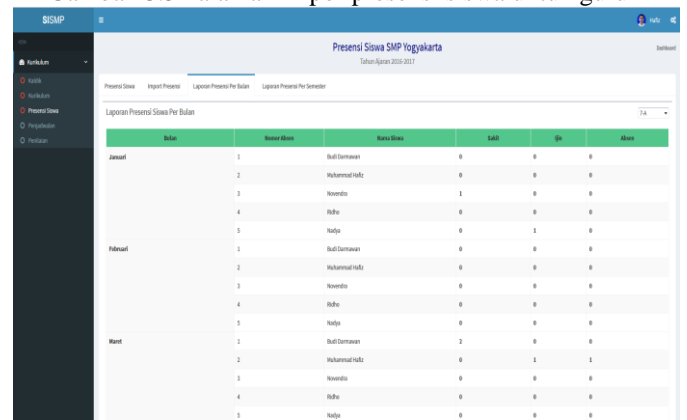 SISMP
Hafiz
Kurikulum
Kaldik
Kurikulum
Presensi Siswa
Penjadwalan
Penilaian
Presensi Siswa SMP Yogyakarta
Tahun Ajaran 2016-2017
Dashboard
Presensi Siswa Import Presensi Laporan Presensi Per Bulan Laporan Presensi Per Semester
Laporan Presensi Siswa Per Bulan
7-A
Bulan Nomor Absen Nama Siswa Sakit Ijin Absen
Januari 1 Budi Darmawan 0 0 0
2 Muhammad Hafiz 0 0 0
3 Novendra 1 0 0
4 Ridho 0 0 0
5 Nadya 0 1 0
Februari 1 Budi Darmawan 0 0 0
2 Muhammad Hafiz 0 0 0
3 Novendra 0 0 0
4 Ridho 0 0 0
5 Nadya 0 0 0
Maret 1 Budi Darmawan 2 0 0
2 Muhammad Hafiz 0 1 1
3 Novendra 0 0 0
4 Ridho 0 0 0
5 Nadya 0 0 0